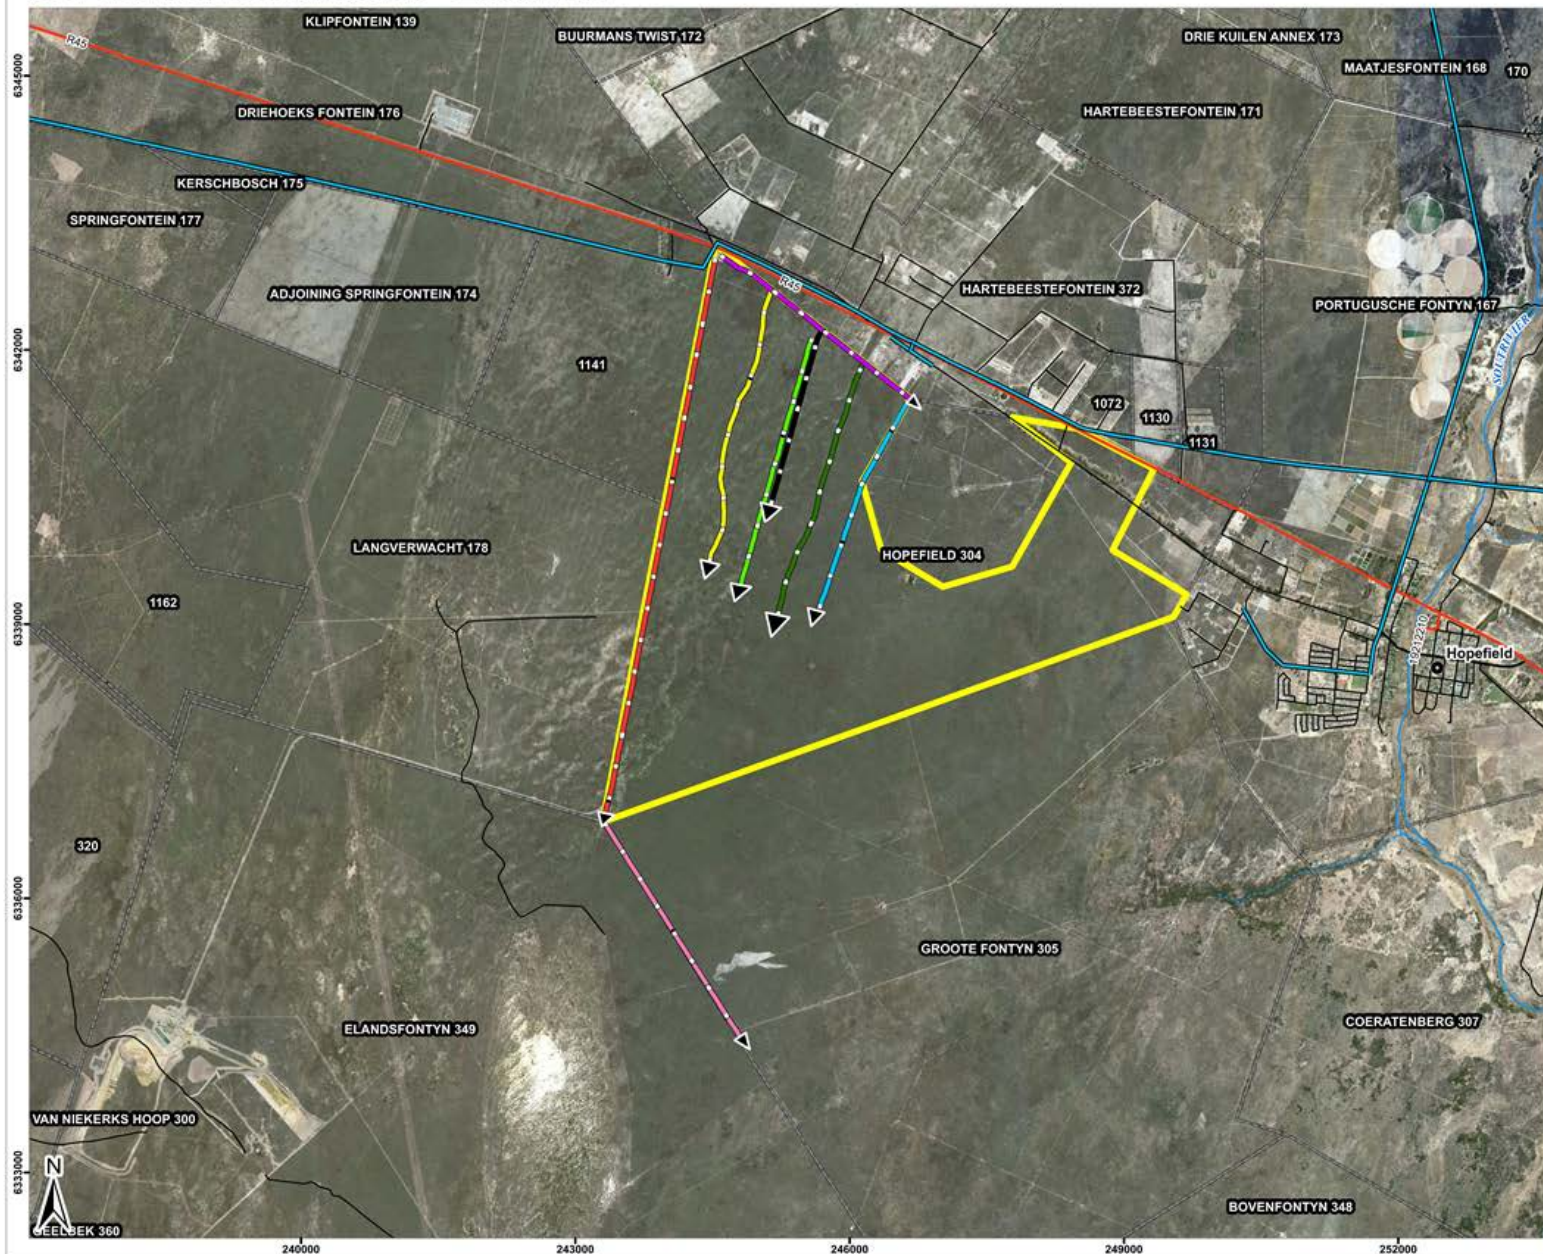 KLIPFONTEIN 139
BUURMANS TWIST 172
DRIE KUILEN ANNEX 173
MAATJESFONTEIN 168
170
R45
6345000
DRIEHOEKS FONTEIN 176
HARTEBEESTEFONTEIN 171
KERSCHBOSCH 175
SPRINGFONTEIN 177
ADJOINING SPRINGFONTEIN 174
R45
HARTEBEESTEFONTEIN 372
PORTUGUSCHE FONTYN 167
6342000
1141
1072
1130
1131
LANGVERWACHT 178
HOPEFIELD 304
1162
6339000
Hopefield
320
6336000
GROOTE FONTYN 305
ELANDSFONTYN 349
COERATENBERG 307
VAN NIEKERKS HOOP 300
6333000
N
BOVENFONTYN 348
GEELBEK 360
240000
243000
246000
249000
252000